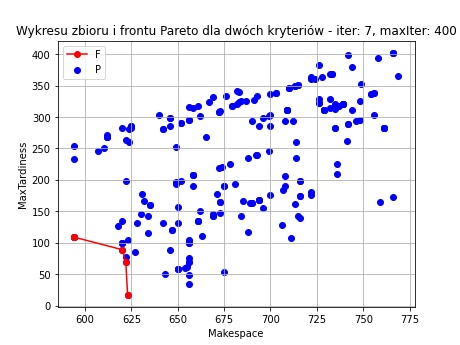 Wykresu zbioru i frontu Pareto dla dwóch kryteriów - iter: 7, maxIter: 400
F
P
400
350
300
250
200
150
100
50
0
MaxTardiness
600 625 650 675 700 725 750 775
Makespace